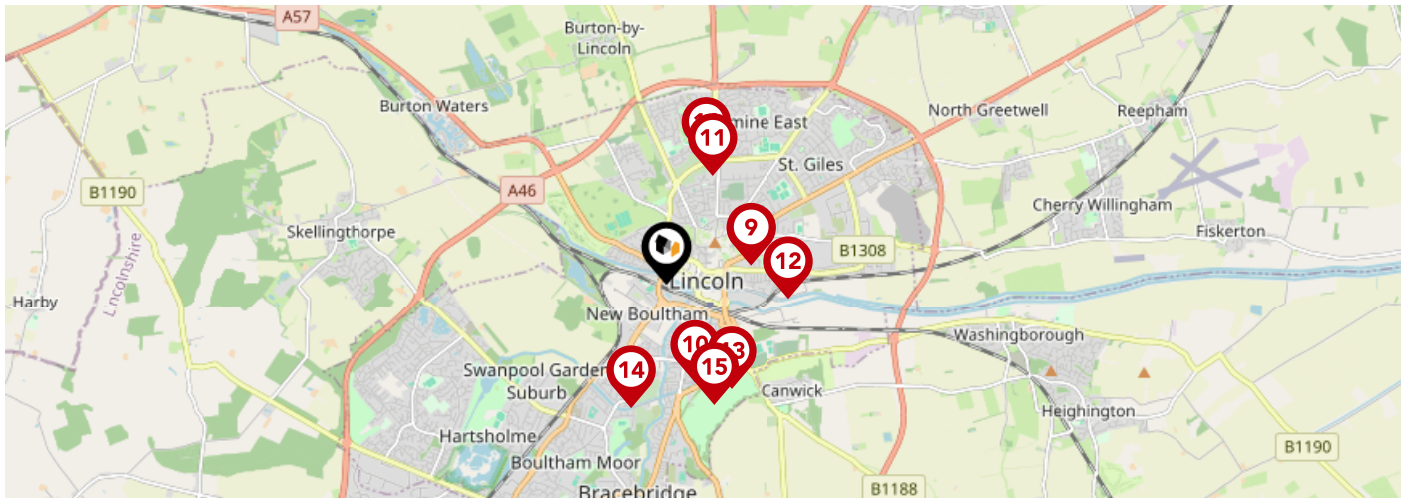 A57
Burton-by-
Lincoln
Burton Waters
North Greetwell
Reepham
mine East
11
St. Giles
B1190
A46
Cherry Willingham
Skellingthorpe
9
Fiskerton
B1308
12
Lincolnshire
Lincoln
Harby
New Boultham
Washingborough
10
13
15
14
Swanpool Garden
Suburb
Canwick
Heighington
Hartsholme
B1190
Boultham Moor
B1188
Bracebridge